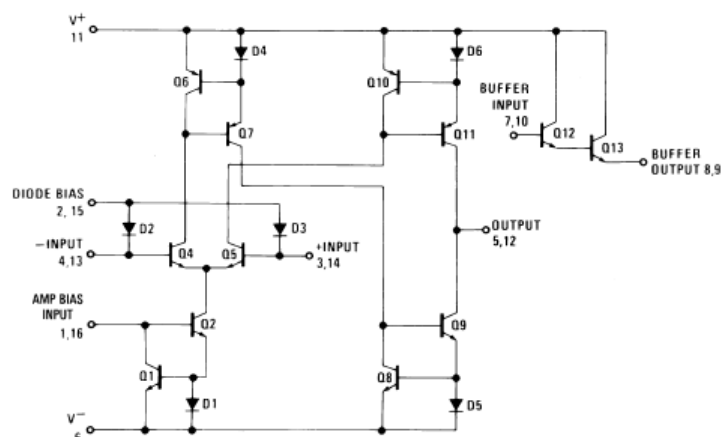 V+
11
D4
D6
Q6
Q10
BUFFER
INPUT
7,10
Q12
Q7
Q11
Q13
BUFFER
OUTPUT 8,9
DIODE BIAS
2, 15
D2
D3
—INPUT
4,13
Q4
Q5
+INPUT
3,14
OUTPUT
5,12
AMP BIAS
INPUT
1,16
Q2
Q9
Q1
Q8
D1
D5
V—
6